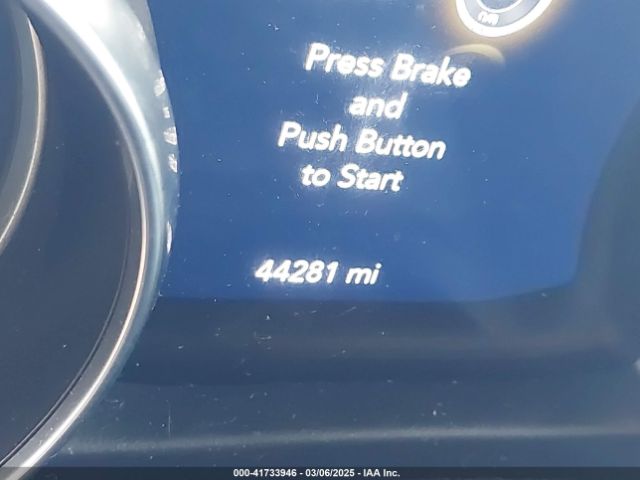 M
Press Brake
and
Push Button
to Start
44281 mi
000-41733946 - 03/06/2025 - IAA Inc.